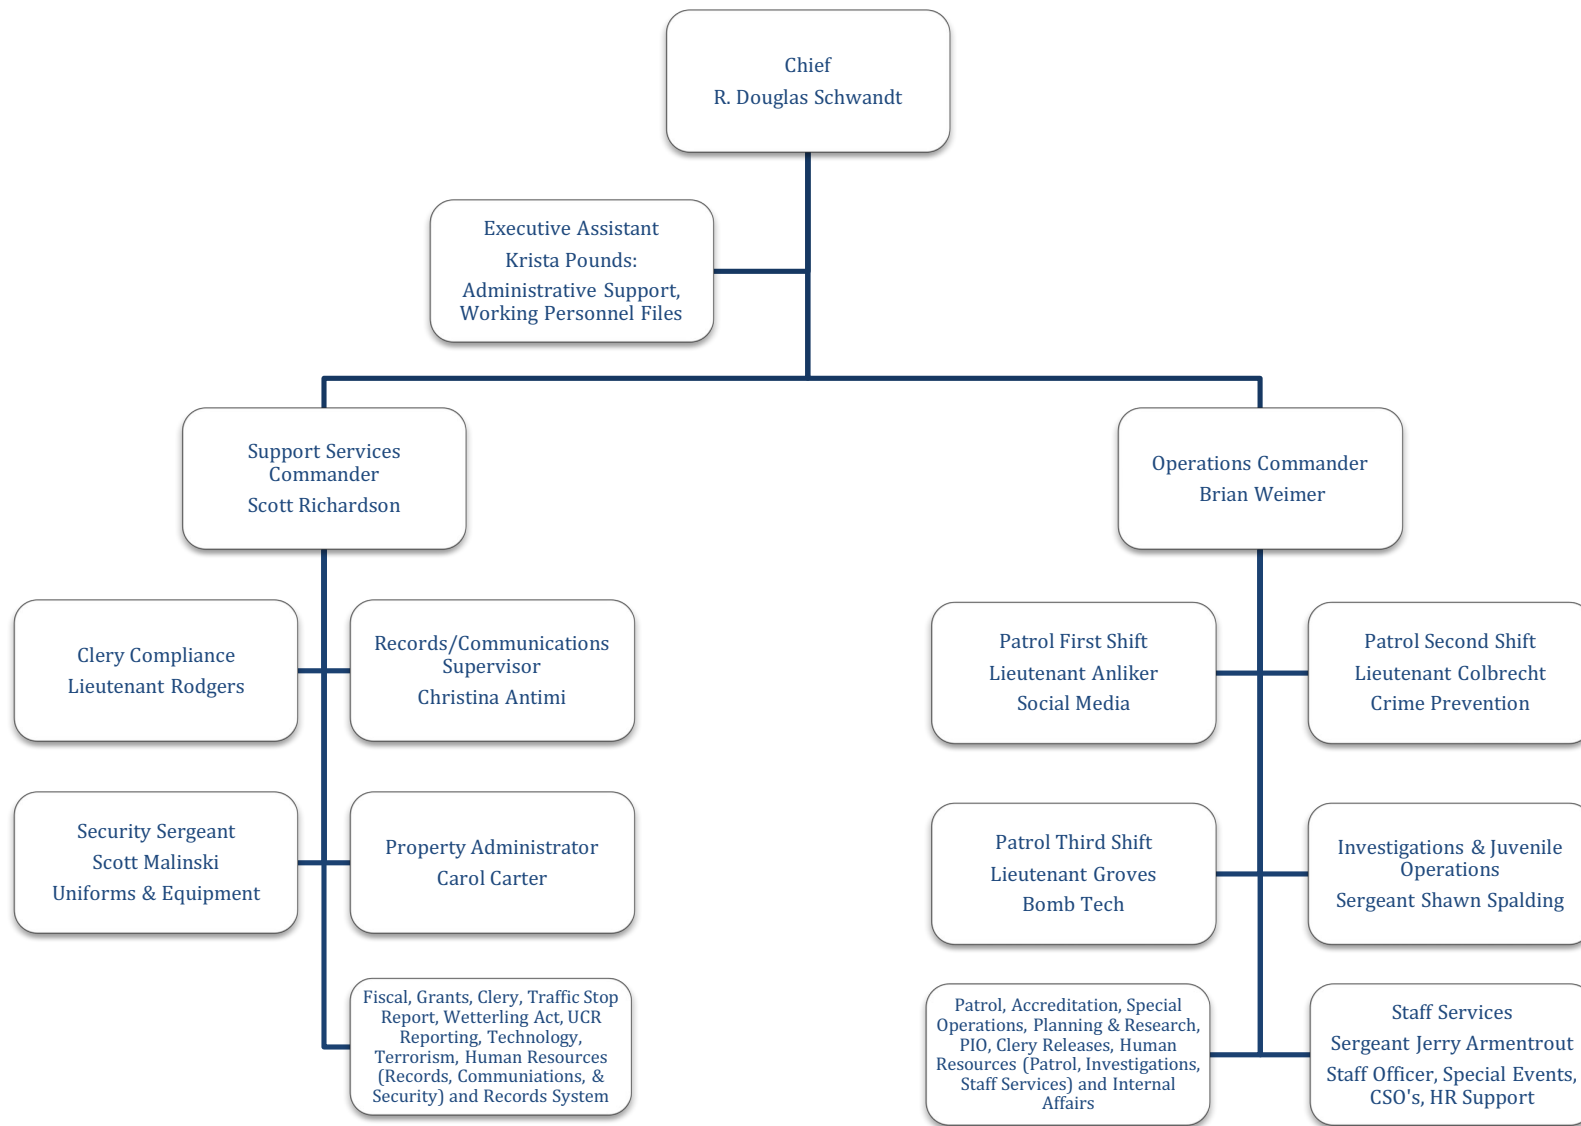 Chief
R. Douglas Schwandt
Executive Assistant
Krista Pounds:
Administrative Support,
Working Personnel Files
Support Services
Commander
Scott Richardson
Operations Commander
Brian Weimer
Clery Compliance
Lieutenant Rodgers
Records/Communications
Supervisor
Christina Antimi
Patrol First Shift
Lieutenant Anliker
Social Media
Patrol Second Shift
Lieutenant Colbrecht
Crime Prevention
Security Sergeant
Scott Malinski
Uniforms & Equipment
Property Administrator
Carol Carter
Patrol Third Shift
Lieutenant Groves
Bomb Tech
Investigations & Juvenile
Operations
Sergeant Shawn Spalding
Fiscal, Grants, Clery, Traffic Stop
Report, Wetterling Act, UCR
Reporting, Technology,
Terrorism, Human Resources
(Records, Communiations, &
Security) and Records System
Patrol, Accreditation, Special
Operations, Planning & Research,
PIO, Clery Releases, Human
Resources (Patrol, Investigations,
Staff Services) and Internal
Affairs
Staff Services
Sergeant Jerry Armentrout
Staff Officer, Special Events,
CSO's, HR Support